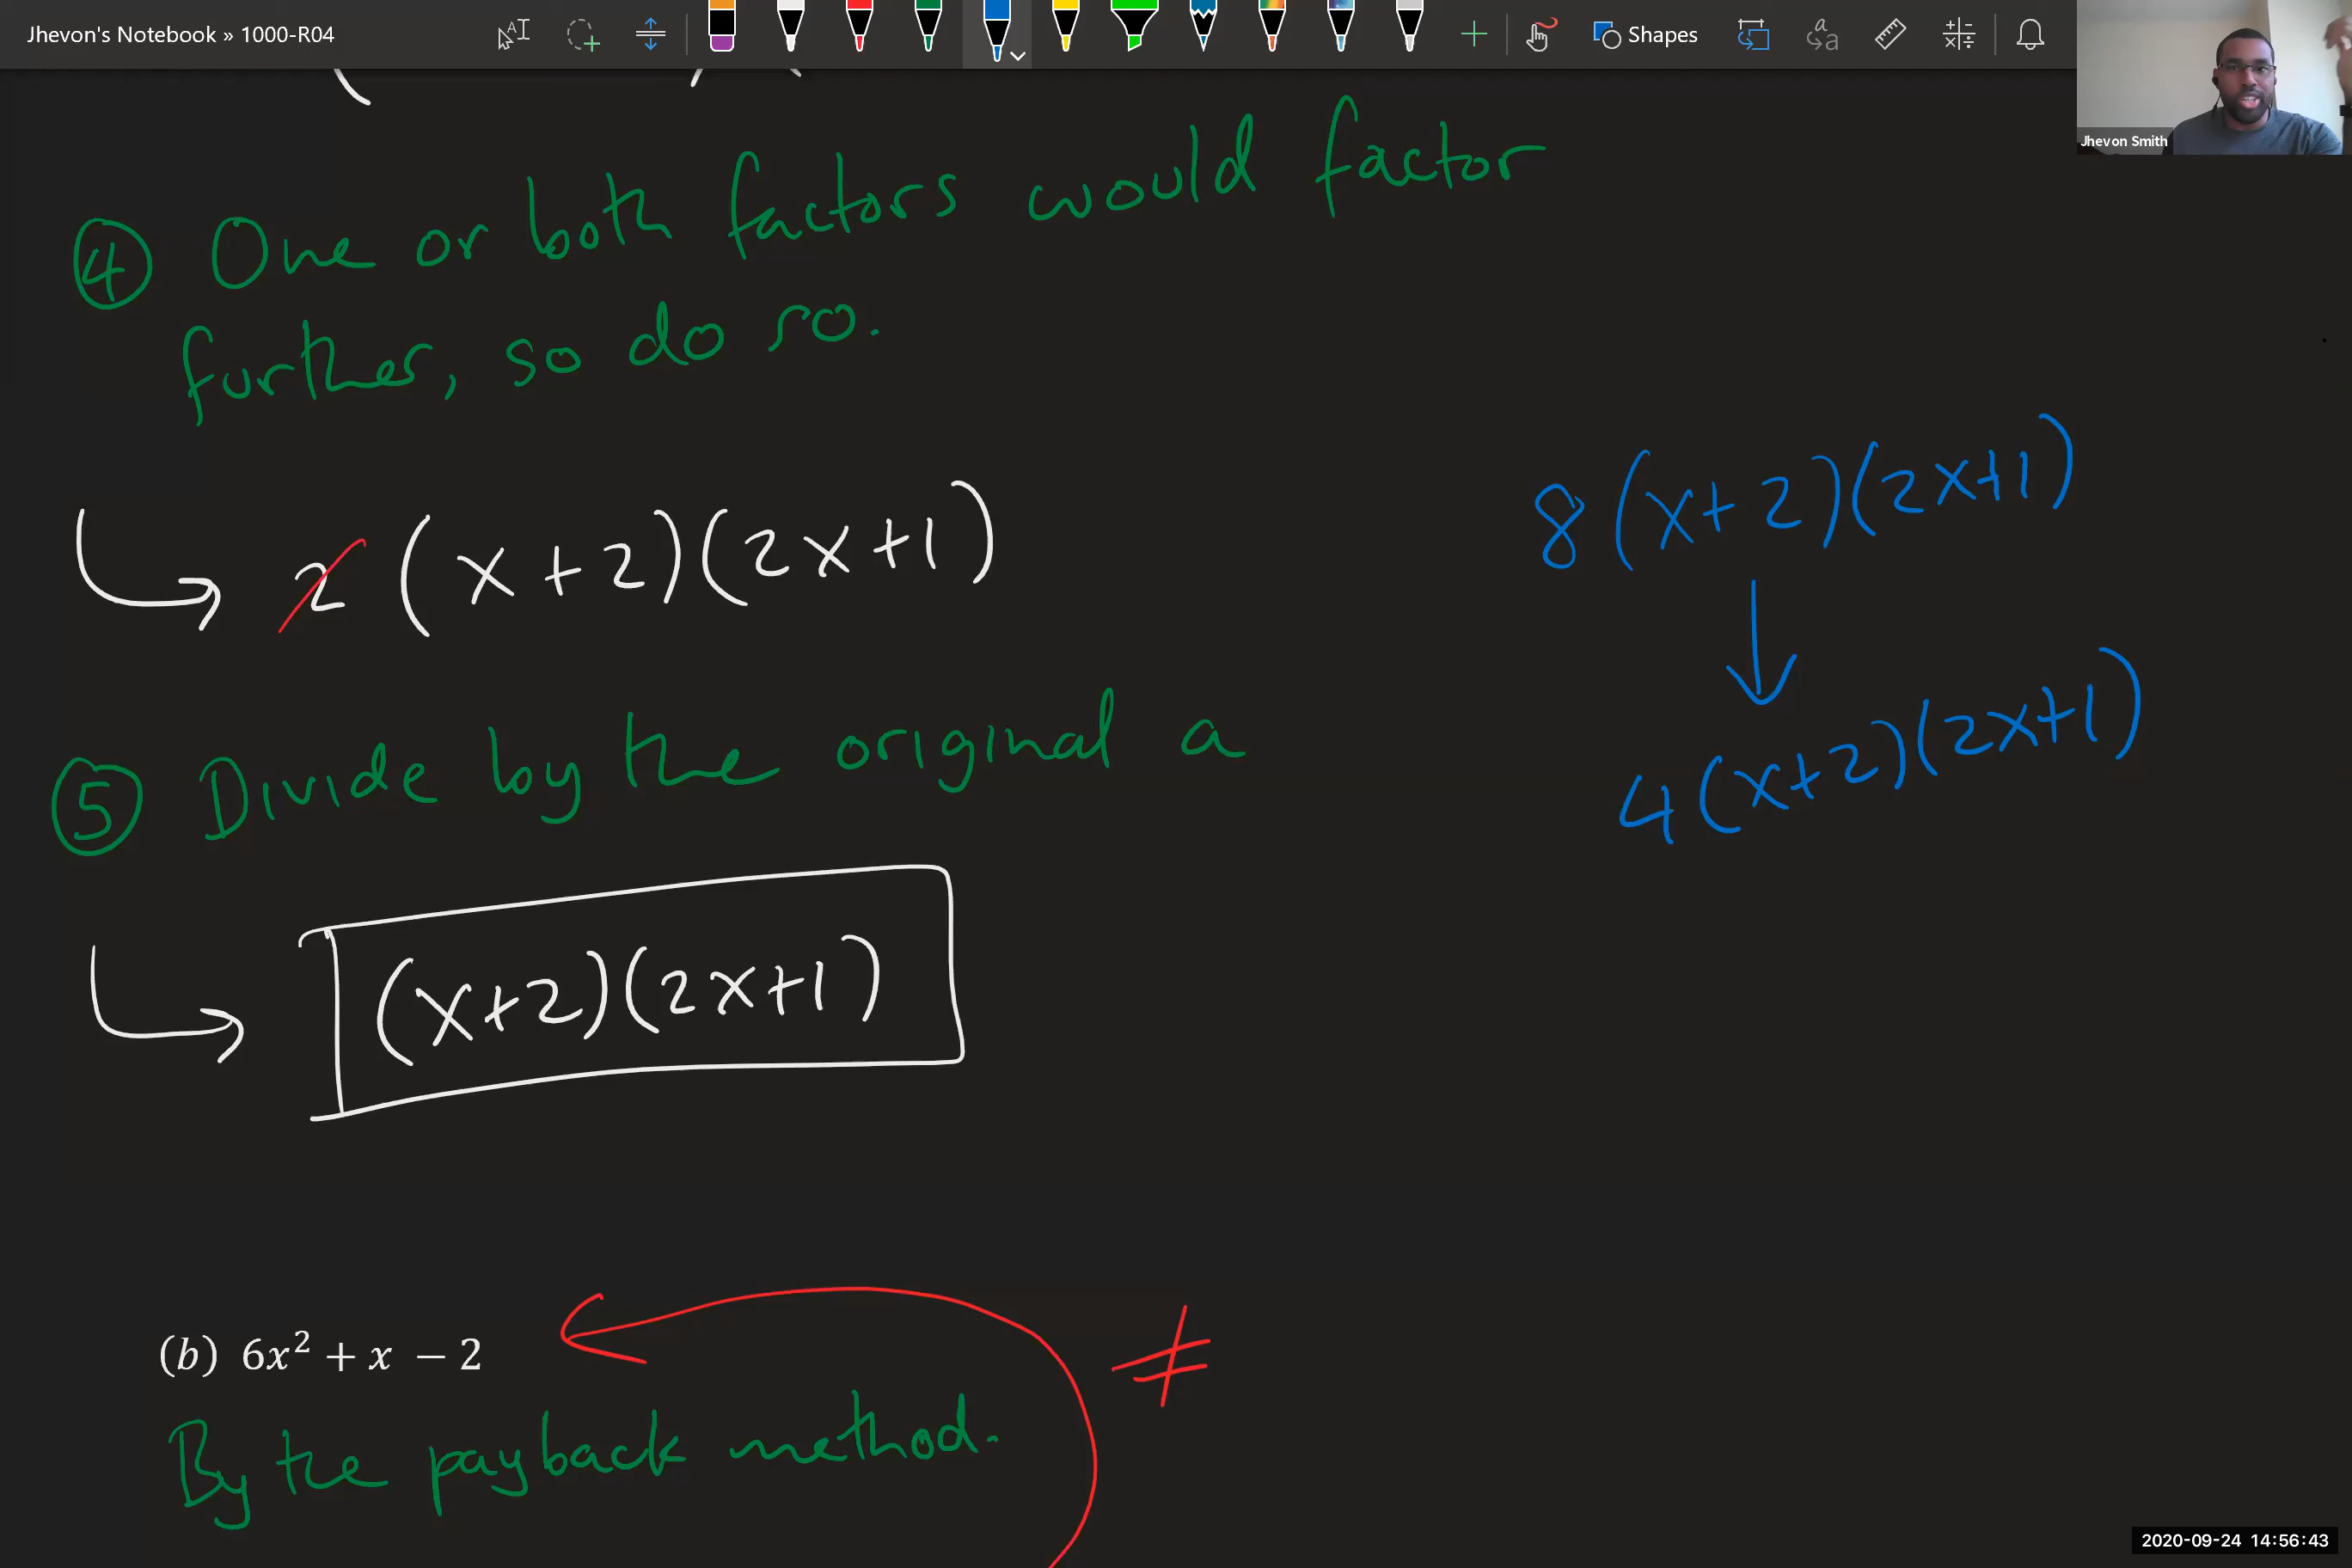 Jhevon's Notebook » 1000-R04
Shapes
Jhevon Smith
④ One or both factors would factor
further, so do so.
2(x+2)(2x+1)
8(x+2)(2x+1)
4(x+2)(2x+1)
⑤ Divide by the original a
(x+2)(2x+1)
(b) 6x² + x − 2
≠
By the payback method.
2020-09-24 14:56:43